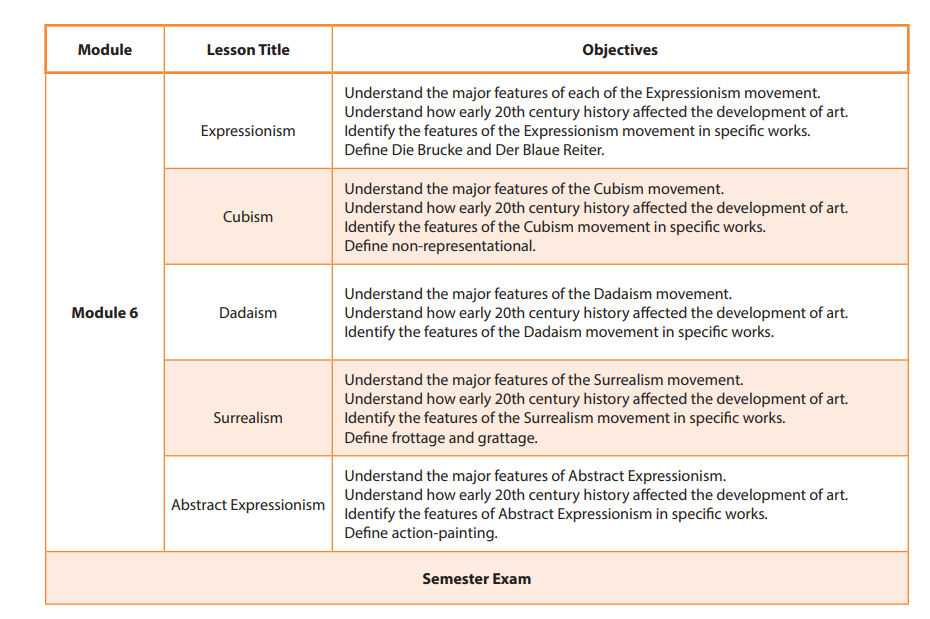 Module Lesson Title Objectives
Expressionism
Understand the major features of each of the Expressionism movement.
Understand how early 20th century history affected the development of art.
Identify the features of the Expressionism movement in specific works.
Define Die Brucke and Der Blaue Reiter.
Cubism
Understand the major features of the Cubism movement.
Understand how early 20th century history affected the development of art.
Identify the features of the Cubism movement in specific works.
Define non-representational.
Module 6
Dadaism
Understand the major features of the Dadaism movement.
Understand how early 20th century history affected the development of art.
Identify the features of the Dadaism movement in specific works.
Surrealism
Understand the major features of the Surrealism movement.
Understand how early 20th century history affected the development of art.
Identify the features of the Surrealism movement in specific works.
Define frottage and grattage.
Abstract Expressionism
Understand the major features of Abstract Expressionism.
Understand how early 20th century history affected the development of art.
Identify the features of Abstract Expressionism in specific works.
Define action-painting.
Semester Exam